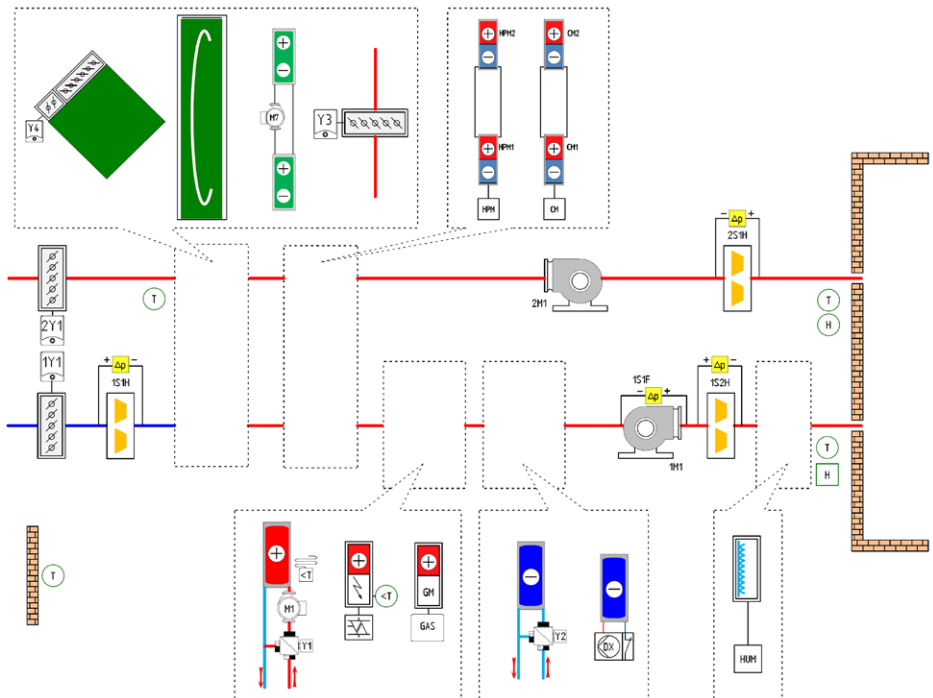 HPM2
CM2
M7
Y3
Y4
HPM1
CM1
HPM
CM
- Δp +
2S1H
T
2M1
T
H
2Y1
1Y1
+ Δp -
1S1H
1S1F
- Δp +
+ Δp -
1S2H
1M1
T
H
T
<T
M1
Y1
<T
GM
GAS
Y2
DX
HUM